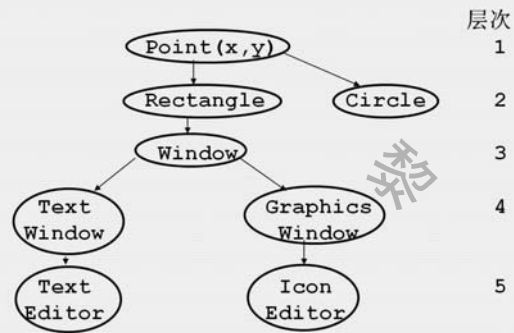 层次
Point(x,y)
1
Rectangle
Circle
2
Window
3
黎
Text
Window
Graphics
Window
4
Text
Editor
Icon
Editor
5